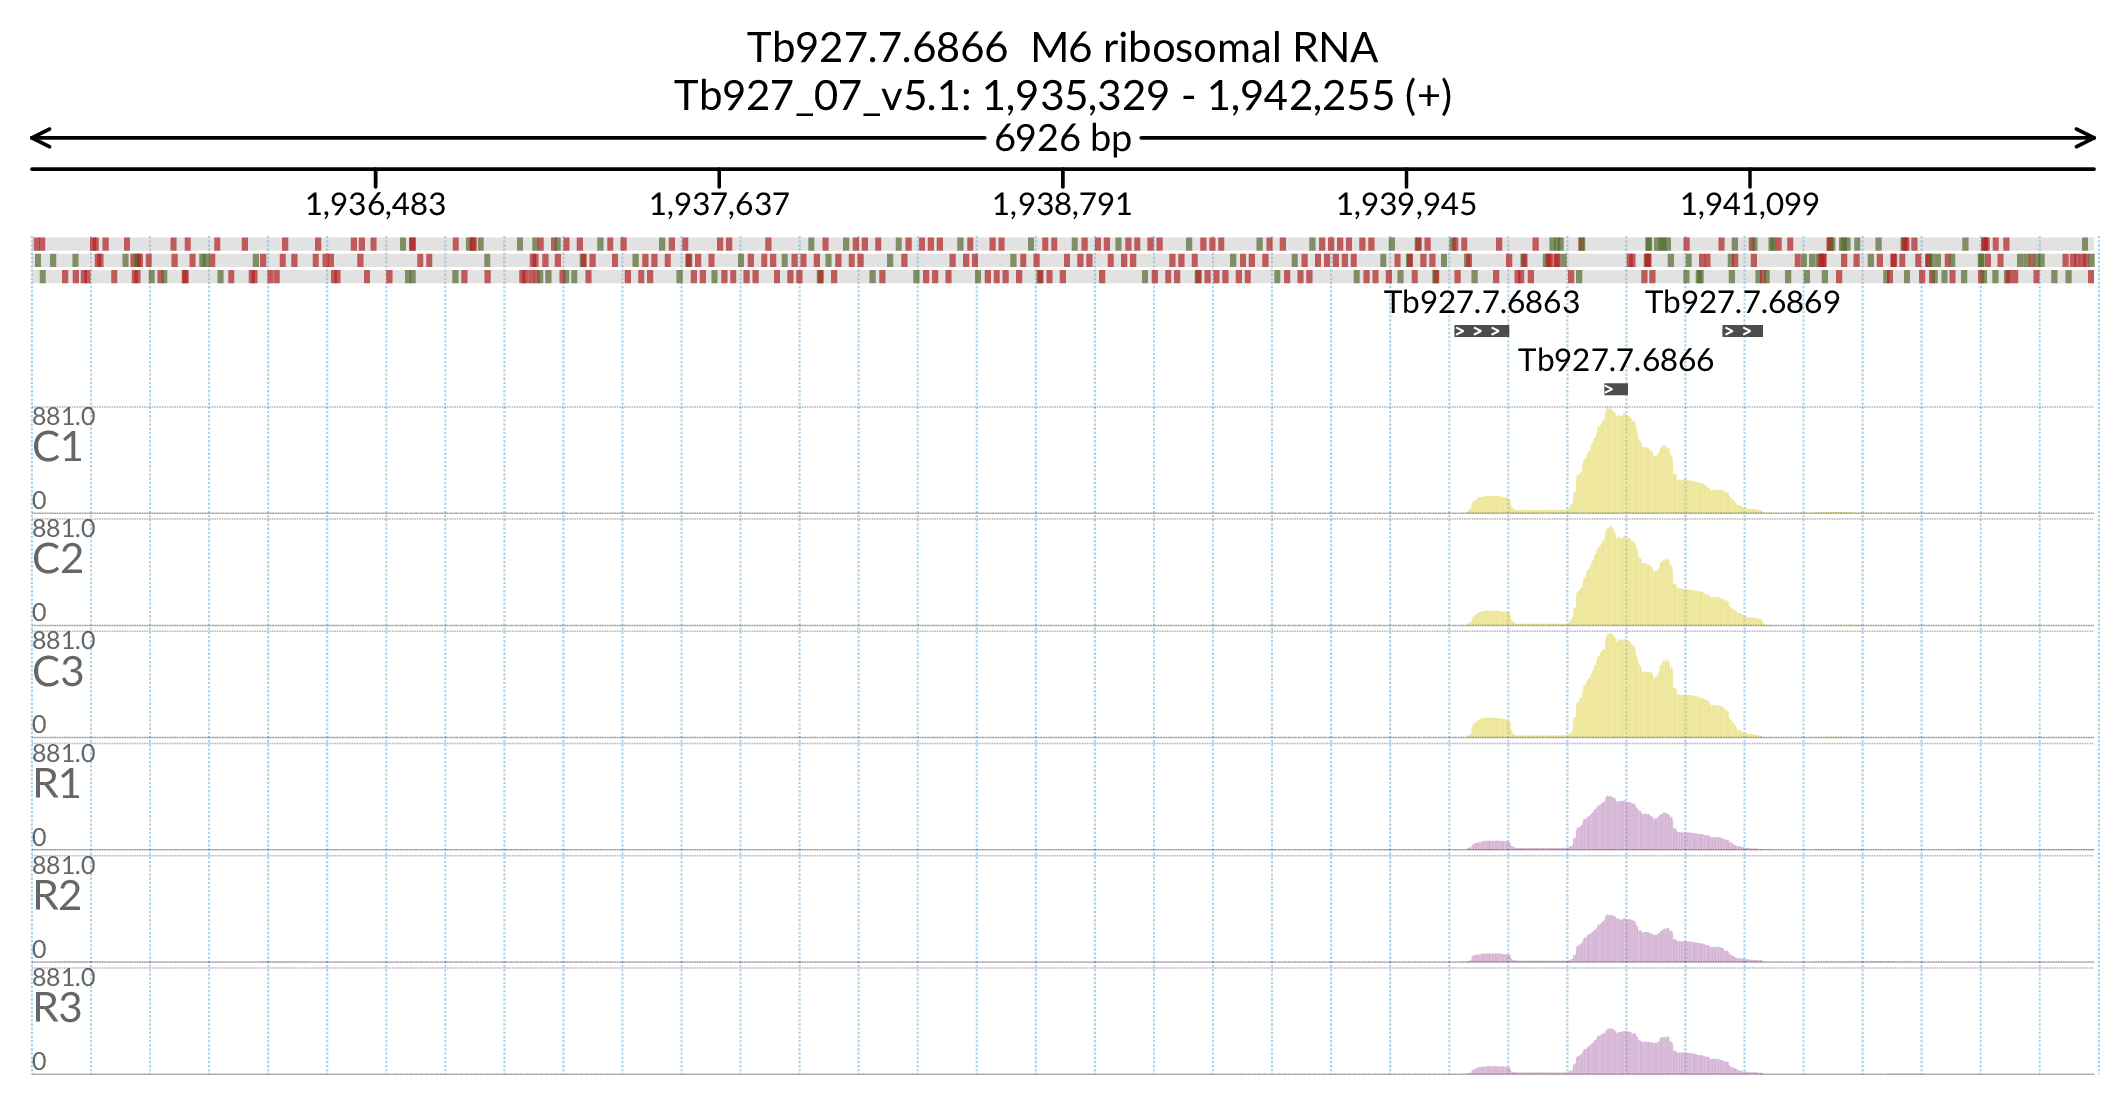 Tb927.7.6866  M6 ribosomal RNA
Tb927_07_v5.1: 1,935,329 - 1,942,255 (+)
6926 bp
1,936,483 1,937,637 1,938,791 1,939,945 1,941,099
Tb927.7.6863 Tb927.7.6869
> > > > >
Tb927.7.6866
>
881.0
C1
0
881.0
C2
0
881.0
C3
0
881.0
R1
0
881.0
R2
0
881.0
R3
0